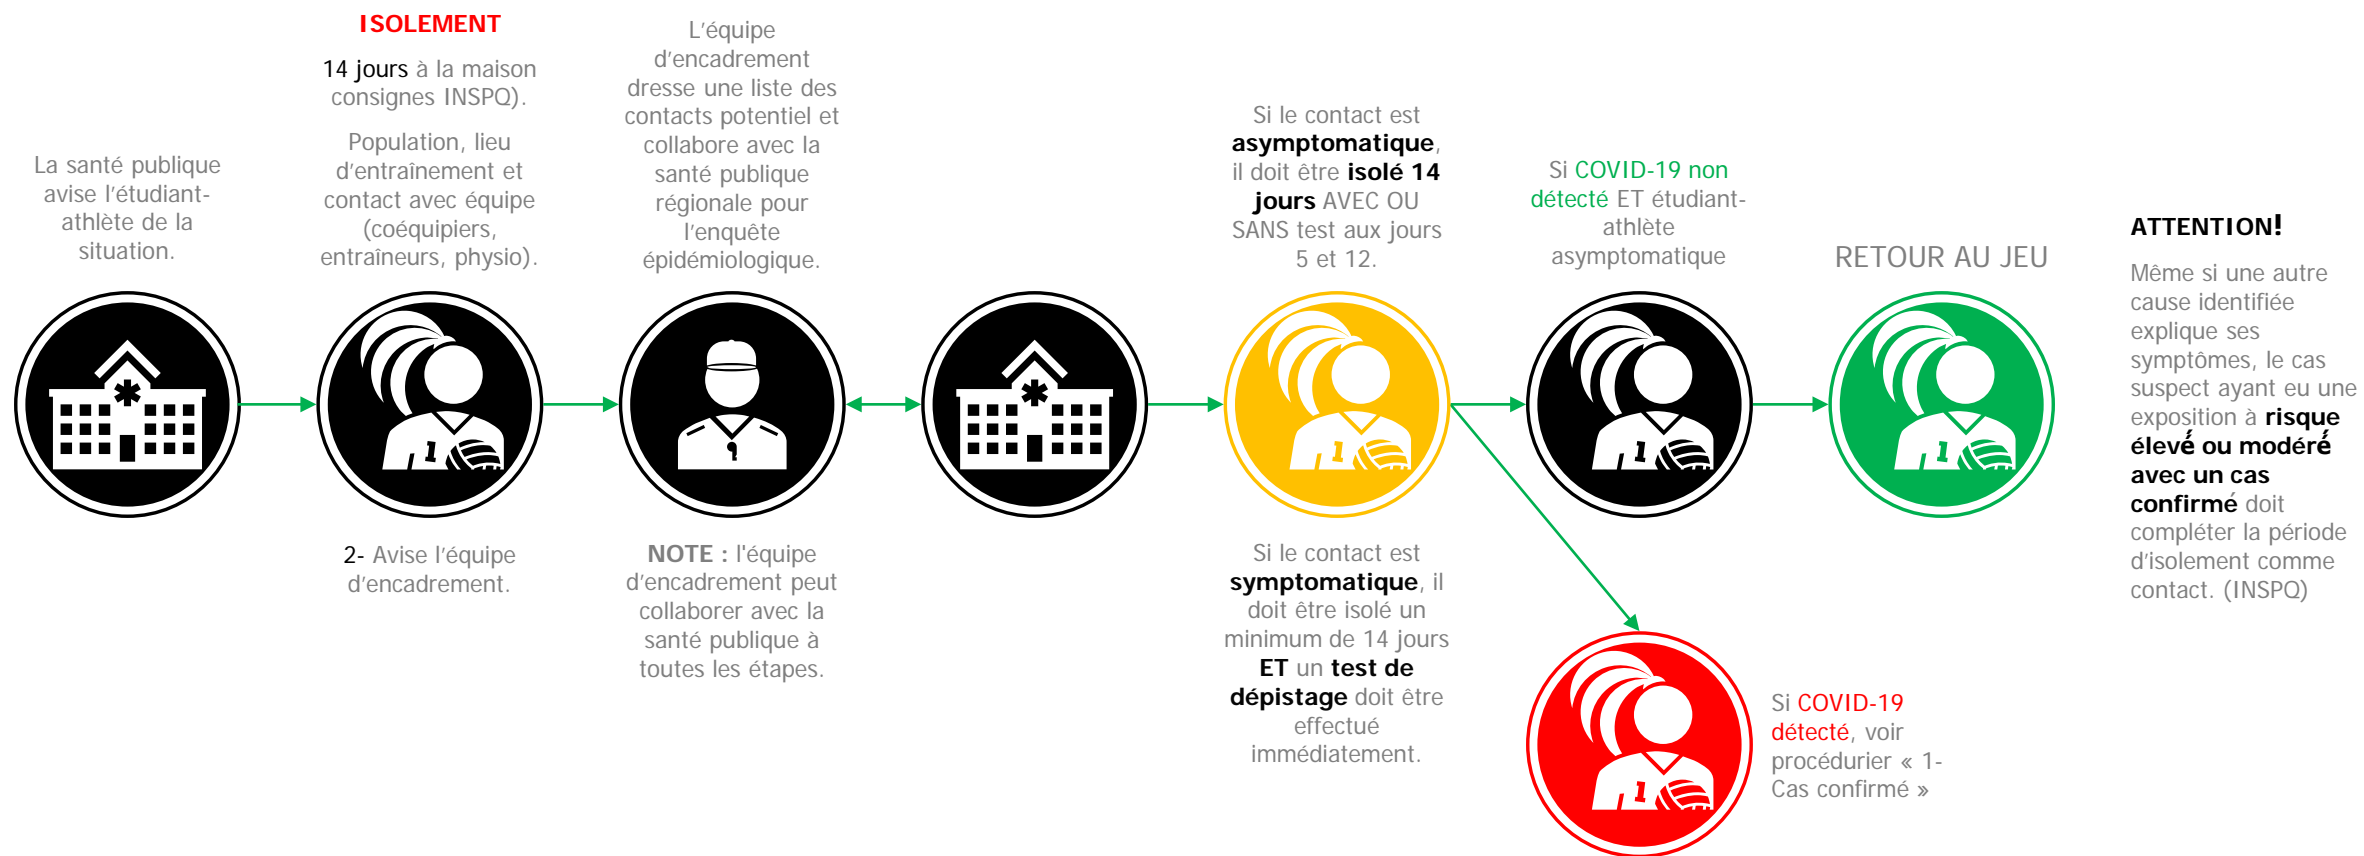 La santé publique
avise l'étudiant-
athlète de la
situation.
ISOLEMENT
14 jours à la maison
consignes INSPQ).
Population, lieu
d'entraînement et
contact avec équipe
(coéquipiers,
entraîneurs, physio).
2- Avise l'équipe
d'encadrement.
L'équipe
d'encadrement
dresse une liste des
contacts potentiel et
collabore avec la
santé publique
régionale pour
l'enquête
épidémiologique.
NOTE : l'équipe
d'encadrement peut
collaborer avec la
santé publique à
toutes les étapes.
Si le contact est
asymptomatique,
il doit être isolé 14
jours AVEC OU
SANS test aux jours
5 et 12.
Si le contact est
symptomatique, il
doit être isolé un
minimum de 14 jours
ET un test de
dépistage doit être
effectué
immédiatement.
Si COVID-19 non
détecté ET étudiant-
athlète
asymptomatique
RETOUR AU JEU
Si COVID-19
détecté, voir
procédurier « 1-
Cas confirmé »
ATTENTION!
Même si une autre
cause identifiée
explique ses
symptômes, le cas
suspect ayant eu une
exposition à risque
élevé ou modéré
avec un cas
confirmé doit
compléter la période
d'isolement comme
contact. (INSPQ)
1
1
1
1
1